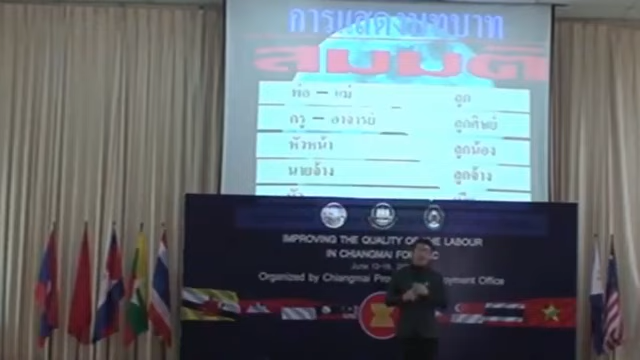 การแสดงบทบาท
สมมติ
พ่อ – แม่ ลูก
ครู – อาจารย์ ลูกศิษย์
หัวหน้า ลูกน้อง
นายจ้าง ลูกจ้าง
IMPROVING THE QUALITY OF THE LABOUR
IN CHIANGMAI
June
Organized by Chiangmai Office